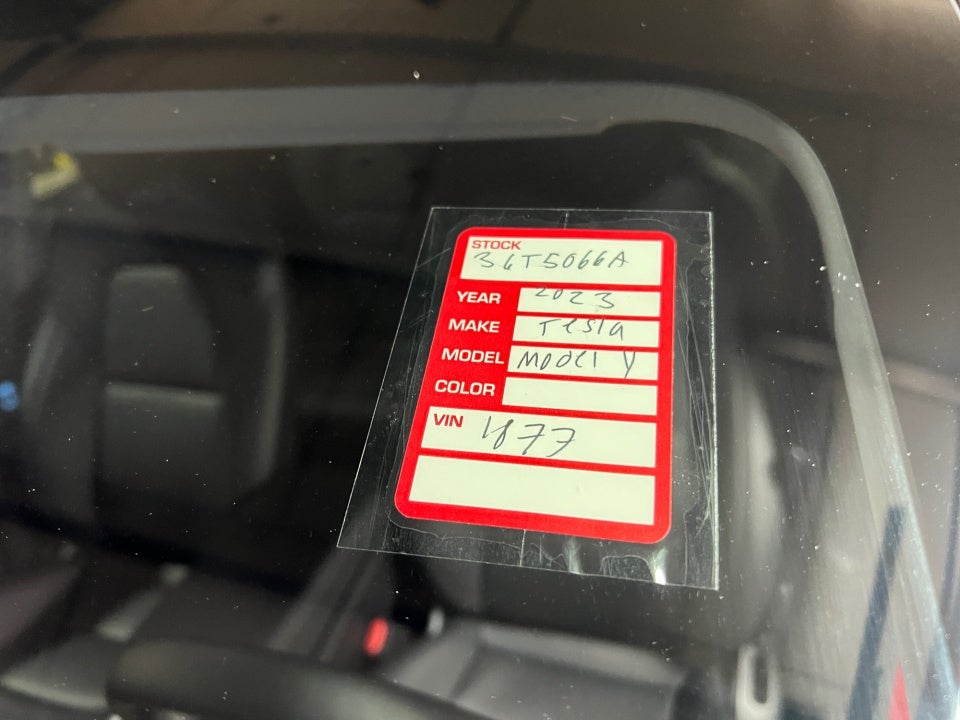 STOCK
36T5066A
YEAR 2023
MAKE Tesla
MODEL Model Y
COLOR
VIN 1877